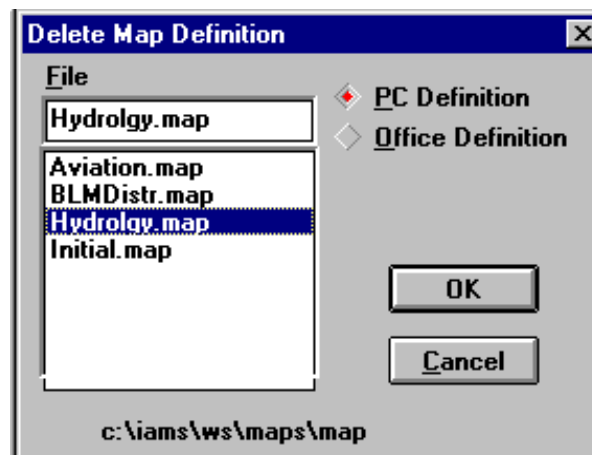 Delete Map Definition
File
Hydrolgy.map
PC Definition
Office Definition
Aviation.map
BLMDistr.map
Hydrolgy.map
Initial.map
OK
Cancel
c:\iams\ws\maps\map